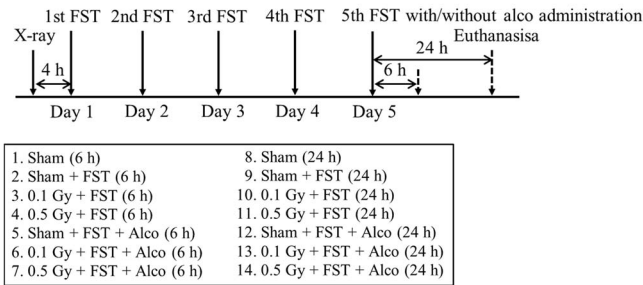 1st FST 2nd FST 3rd FST 4th FST 5th FST with/without alco administration
X-ray Euthanasisa
24 h
4 h 6 h
Day 1 Day 2 Day 3 Day 4 Day 5
1. Sham (6 h) 8. Sham (24 h)
2. Sham + FST (6 h) 9. Sham + FST (24 h)
3. 0.1 Gy + FST (6 h) 10. 0.1 Gy + FST (24 h)
4. 0.5 Gy + FST (6 h) 11. 0.5 Gy + FST (24 h)
5. Sham + FST + Alco (6 h) 12. Sham + FST + Alco (24 h)
6. 0.1 Gy + FST + Alco (6 h) 13. 0.1 Gy + FST + Alco (24 h)
7. 0.5 Gy + FST + Alco (6 h) 14. 0.5 Gy + FST + Alco (24 h)